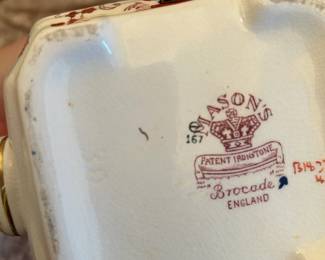 MASON'S
167
PATENT IRONSTONE
Brocade
ENGLAND